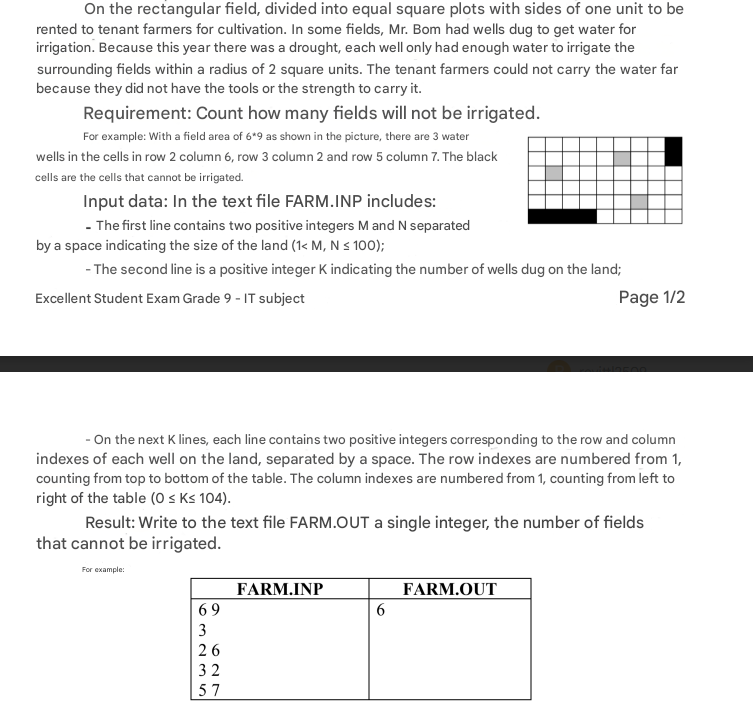 On the rectangular field, divided into equal square plots with sides of one unit to be
rented to tenant farmers for cultivation. In some fields, Mr. Bom had wells dug to get water for
irrigation. Because this year there was a drought, each well only had enough water to irrigate the
surrounding fields within a radius of 2 square units. The tenant farmers could not carry the water far
because they did not have the tools or the strength to carry it.
Requirement: Count how many fields will not be irrigated.
For example: With a field area of 6*9 as shown in the picture, there are 3 water
wells in the cells in row 2 column 6, row 3 column 2 and row 5 column 7. The black
cells are the cells that cannot be irrigated.
Input data: In the text file FARM.INP includes:
- The first line contains two positive integers M and N separated
by a space indicating the size of the land (1< M, N ≤ 100);
- The second line is a positive integer K indicating the number of wells dug on the land;
Excellent Student Exam Grade 9 - IT subject
Page 1/2
- On the next K lines, each line contains two positive integers corresponding to the row and column
indexes of each well on the land, separated by a space. The row indexes are numbered from 1,
counting from top to bottom of the table. The column indexes are numbered from 1, counting from left to
right of the table (0 ≤ K≤ 104).
Result: Write to the text file FARM.OUT a single integer, the number of fields
that cannot be irrigated.
For example:
FARM.INP FARM.OUT
6 9 6
3
2 6
3 2
5 7